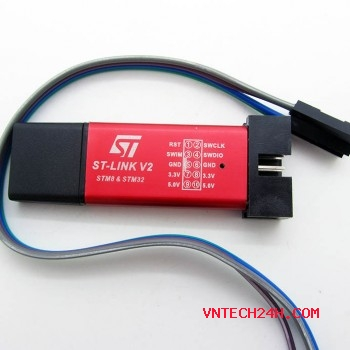 ST
ST-LINK V2
STM8 & STM32
RST 1 2 SWCLK
SWIM 3 4 SWDIO
GND 5 6 GND
3.3V 7 8 3.3V
5.0V 9 10 5.0V
VNTECH24H.COM